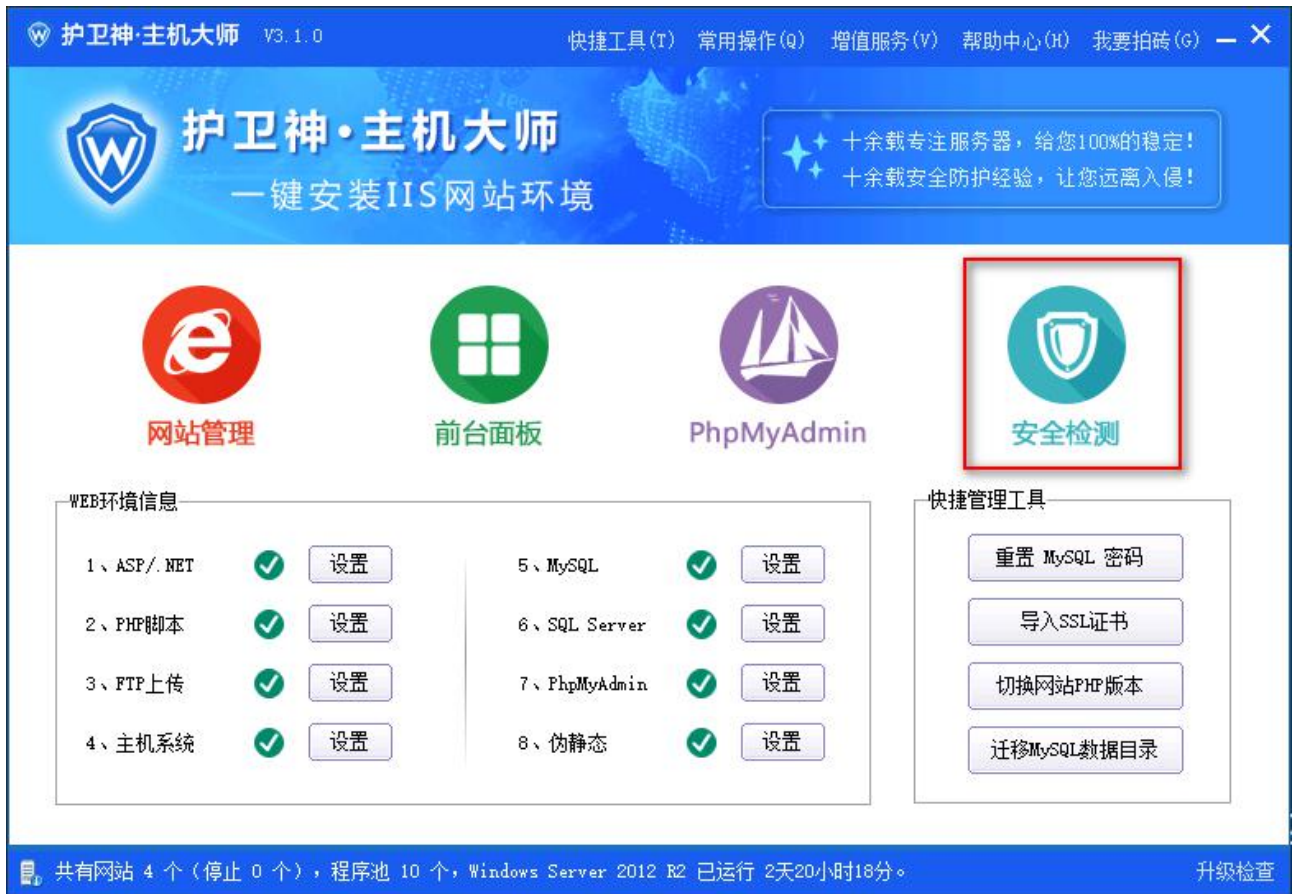 护卫神·主机大师 V3.1.0 快捷工具(T) 常用操作(Q) 增值服务(V) 帮助中心(H) 我要拍砖(G)
护卫神·主机大师
一键安装IIS网站环境
十余载专注服务器，给您100%的稳定！
十余载安全防护经验，让您远离入侵！
网站管理 前台面板 PhpMyAdmin 安全检测
WEB环境信息
1、ASP/.NET 设置 5、MySQL 设置
2、PHP脚本 设置 6、SQL Server 设置
3、FTP上传 设置 7、PhpMyAdmin 设置
4、主机系统 设置 8、伪静态 设置
快捷管理工具
重置 MySQL 密码
导入SSL证书
切换网站PHP版本
迁移MySQL数据目录
共有网站 4 个（停止 0 个），程序池 10 个，Windows Server 2012 R2 已运行 2天20小时18分。 升级检查